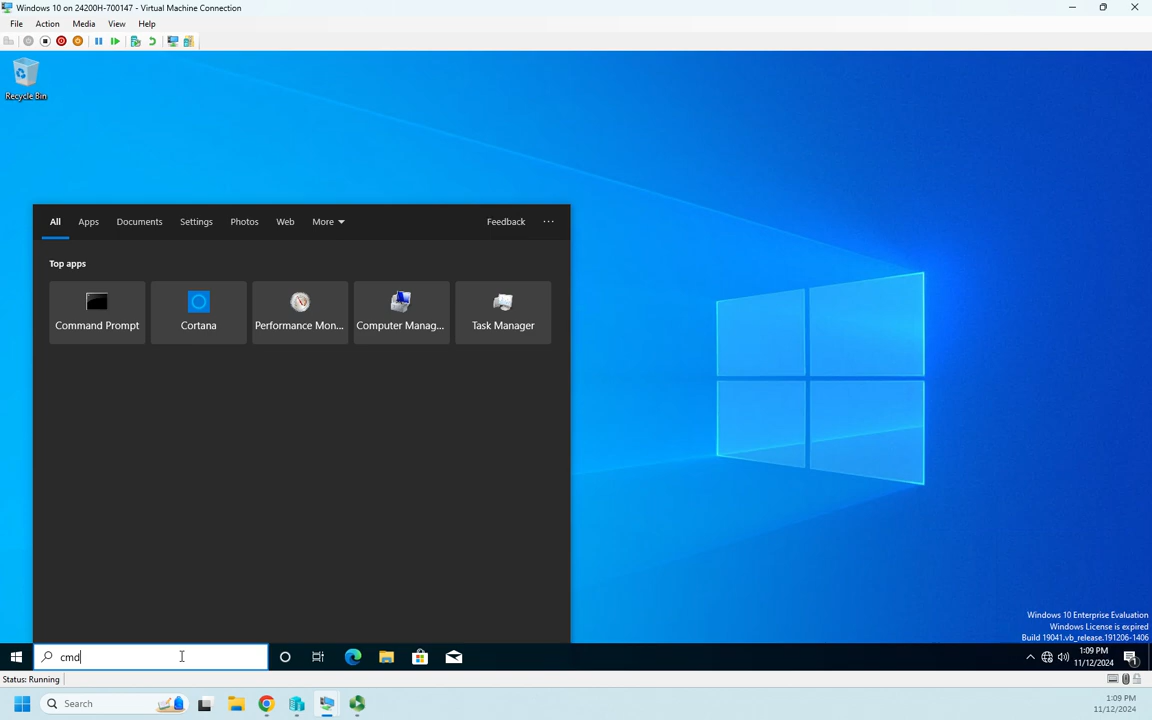 Windows 10 on 24200H-700147 - Virtual Machine Connection
File Action Media View Help
Recycle Bin
All Apps Documents Settings Photos Web More Feedback ...
Top apps
Command Prompt Cortana Performance Mon... Computer Manag... Task Manager
Windows 10 Enterprise Evaluation
Windows License is expired
Build 19041.vb_release.191206-1406
cmd
1:09 PM
11/12/2024
1
Status: Running
Search
1:09 PM
11/12/2024